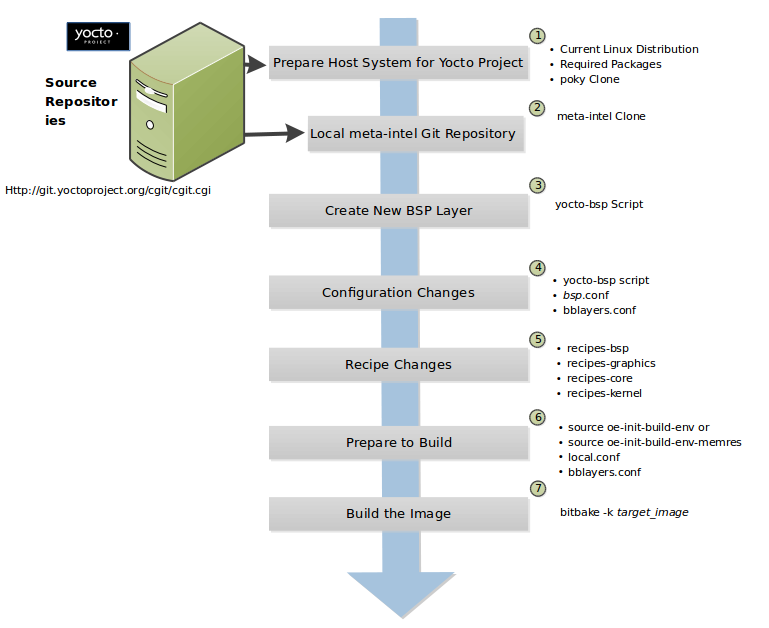 yocto ·
PROJECT
Source
Repositor
ies
Http://git.yoctoproject.org/cgit/cgit.cgi
Prepare Host System for Yocto Project
1
• Current Linux Distribution
• Required Packages
• poky Clone
Local meta-intel Git Repository
2
meta-intel Clone
Create New BSP Layer
3
yocto-bsp Script
Configuration Changes
4
• yocto-bsp script
• bsp.conf
• bblayers.conf
Recipe Changes
5
• recipes-bsp
• recipes-graphics
• recipes-core
• recipes-kernel
Prepare to Build
6
• source oe-init-build-env or
• source oe-init-build-env-memres
• local.conf
• bblayers.conf
Build the Image
7
bitbake -k target_image